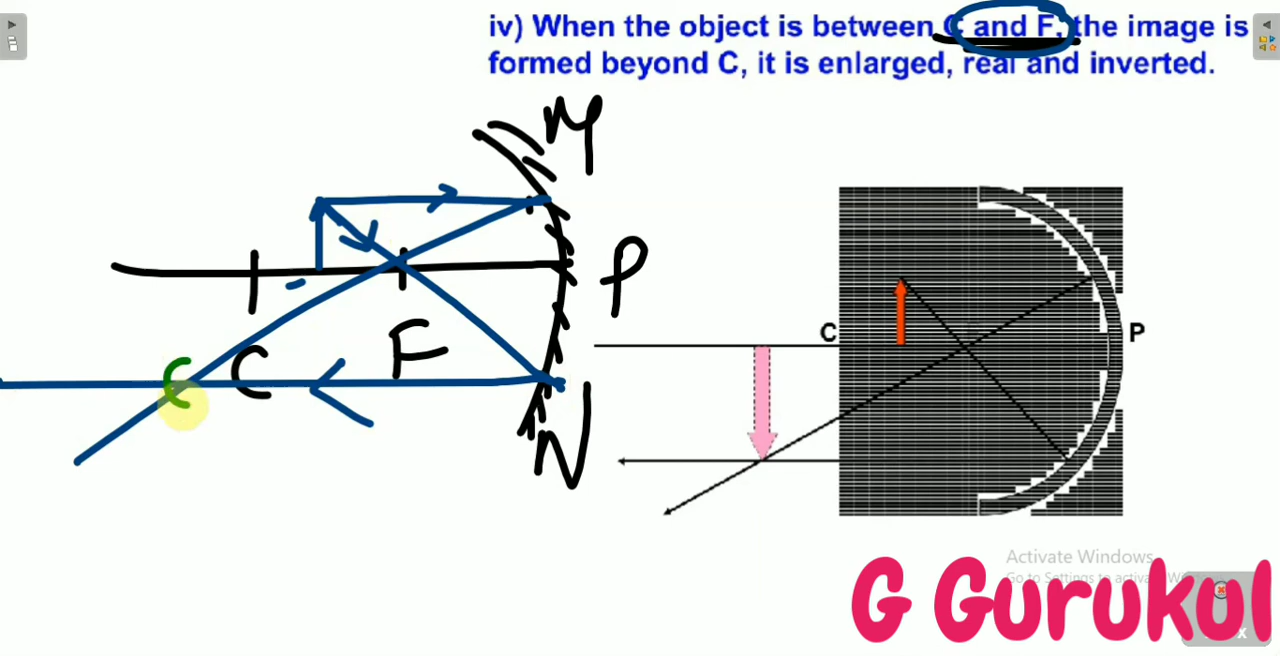 iv) When the object is between C and F, the image is
formed beyond C, it is enlarged, real and inverted.
M
P
C
F
N
C
P
Activate Windows
G Gurukul